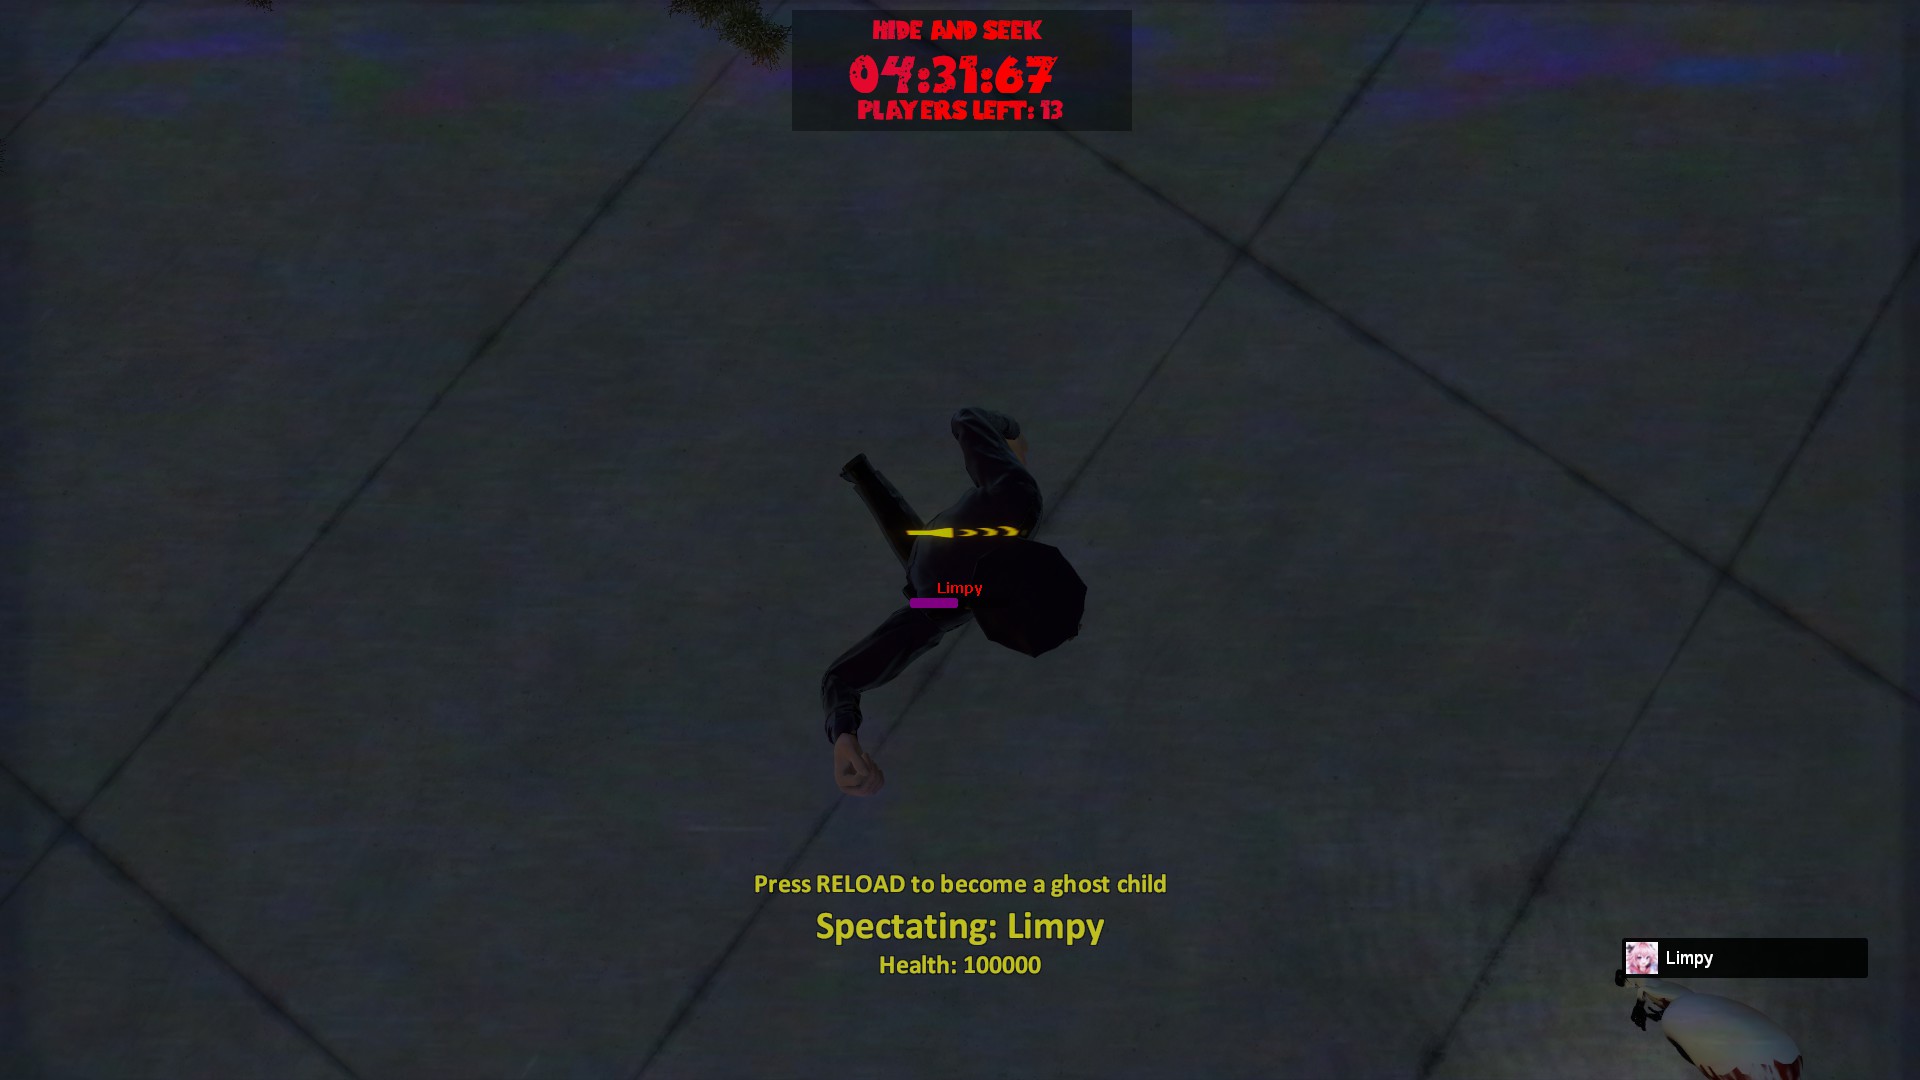 HIDE AND SEEK
04:31:67
PLAYERS LEFT: 13
Limpy
Press RELOAD to become a ghost child
Spectating: Limpy
Health: 100000
Limpy